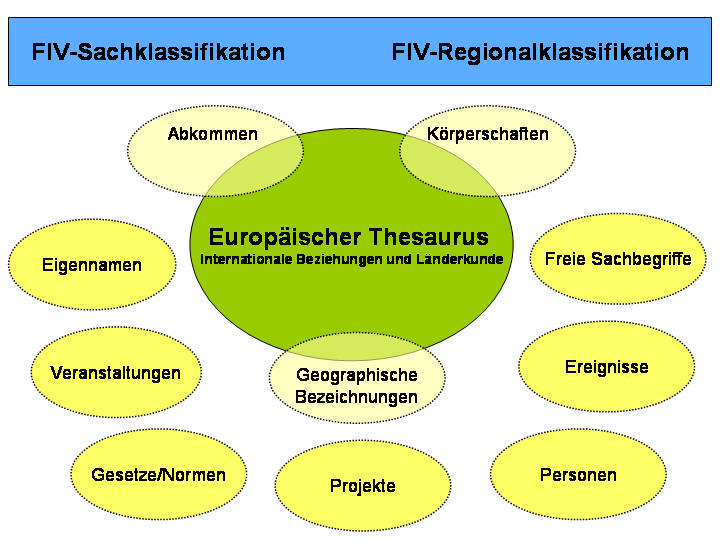 FIV-Sachklassifikation
FIV-Regionalklassifikation
Abkommen
Körperschaften
Europäischer Thesaurus
Internationale Beziehungen und Länderkunde
Eigennamen
Freie Sachbegriffe
Veranstaltungen
Geographische
Bezeichnungen
Ereignisse
Gesetze/Normen
Projekte
Personen